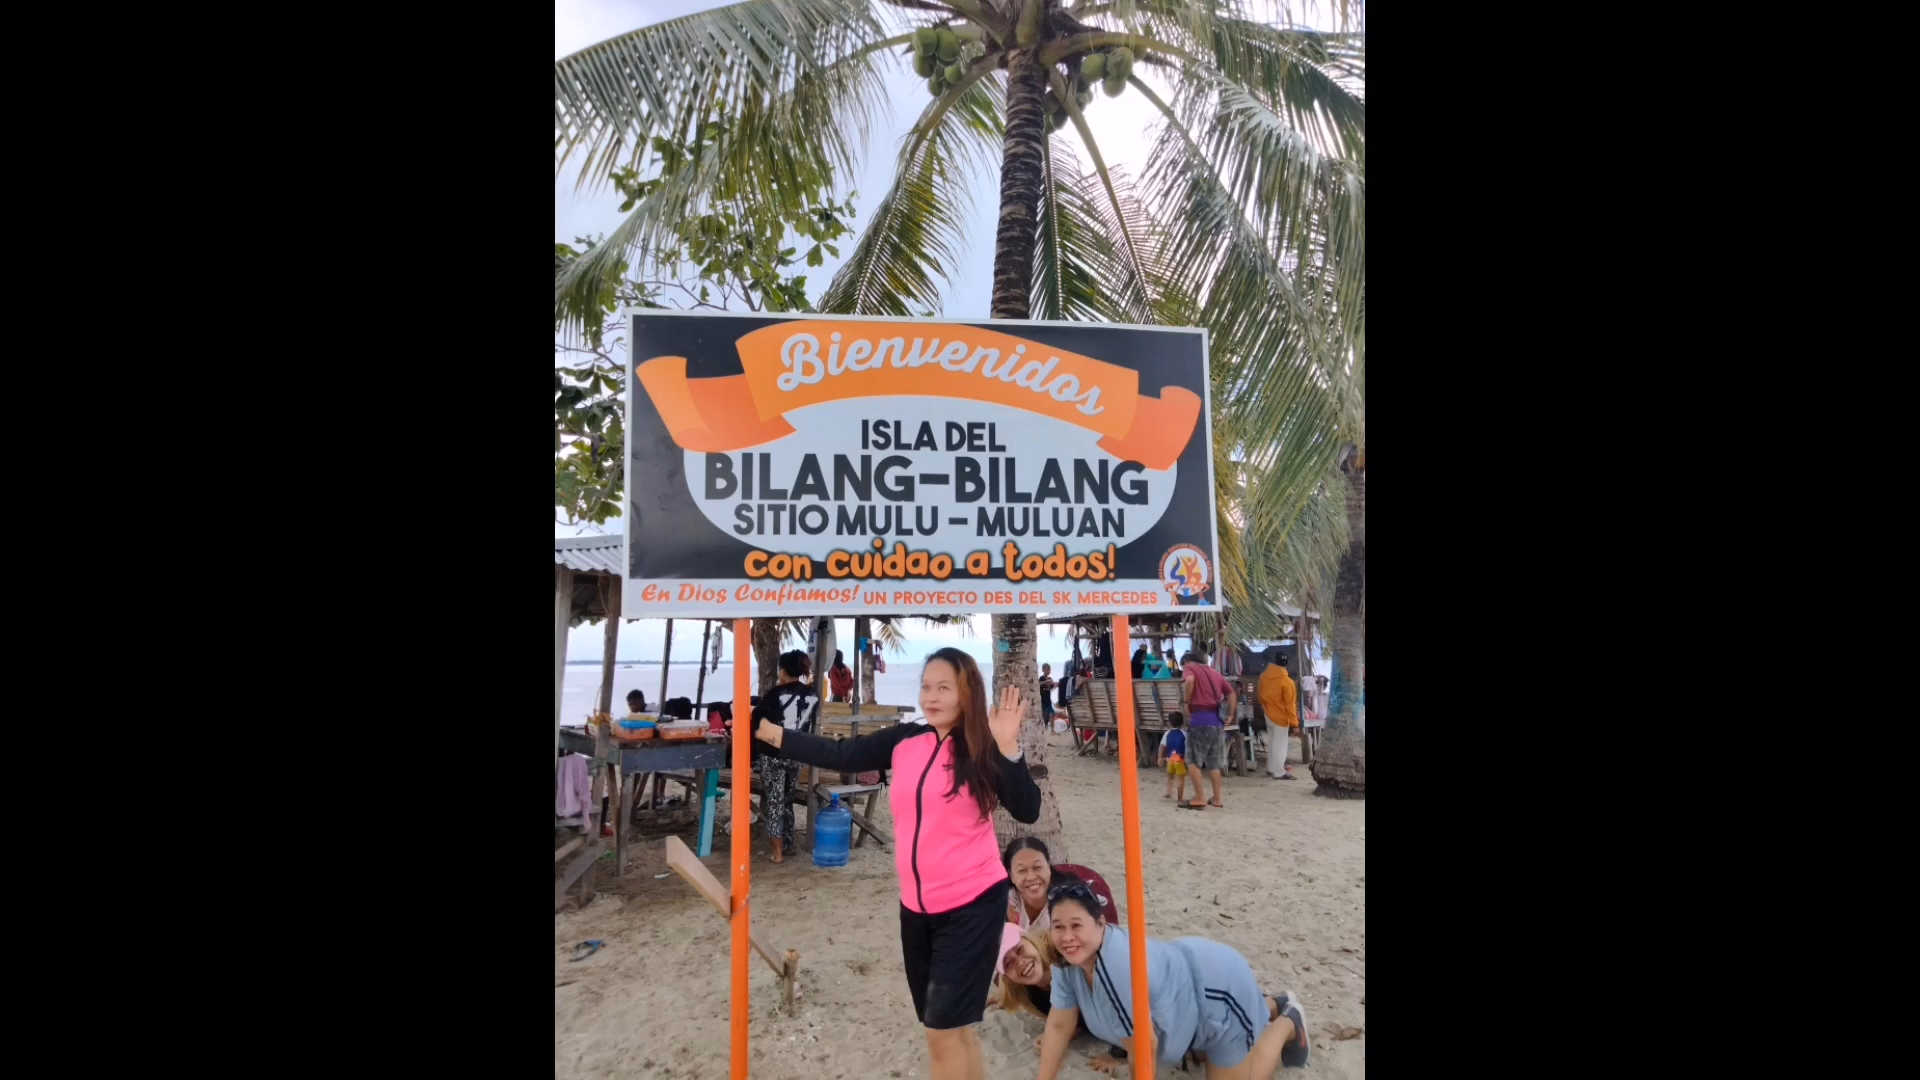 Bienvenidos
ISLA DEL
BILANG-BILANG
SITIO MULU - MULUAN
con cuidao a todos!
En Dios Confiamos! UN PROYECTO DES DEL SK MERCEDES